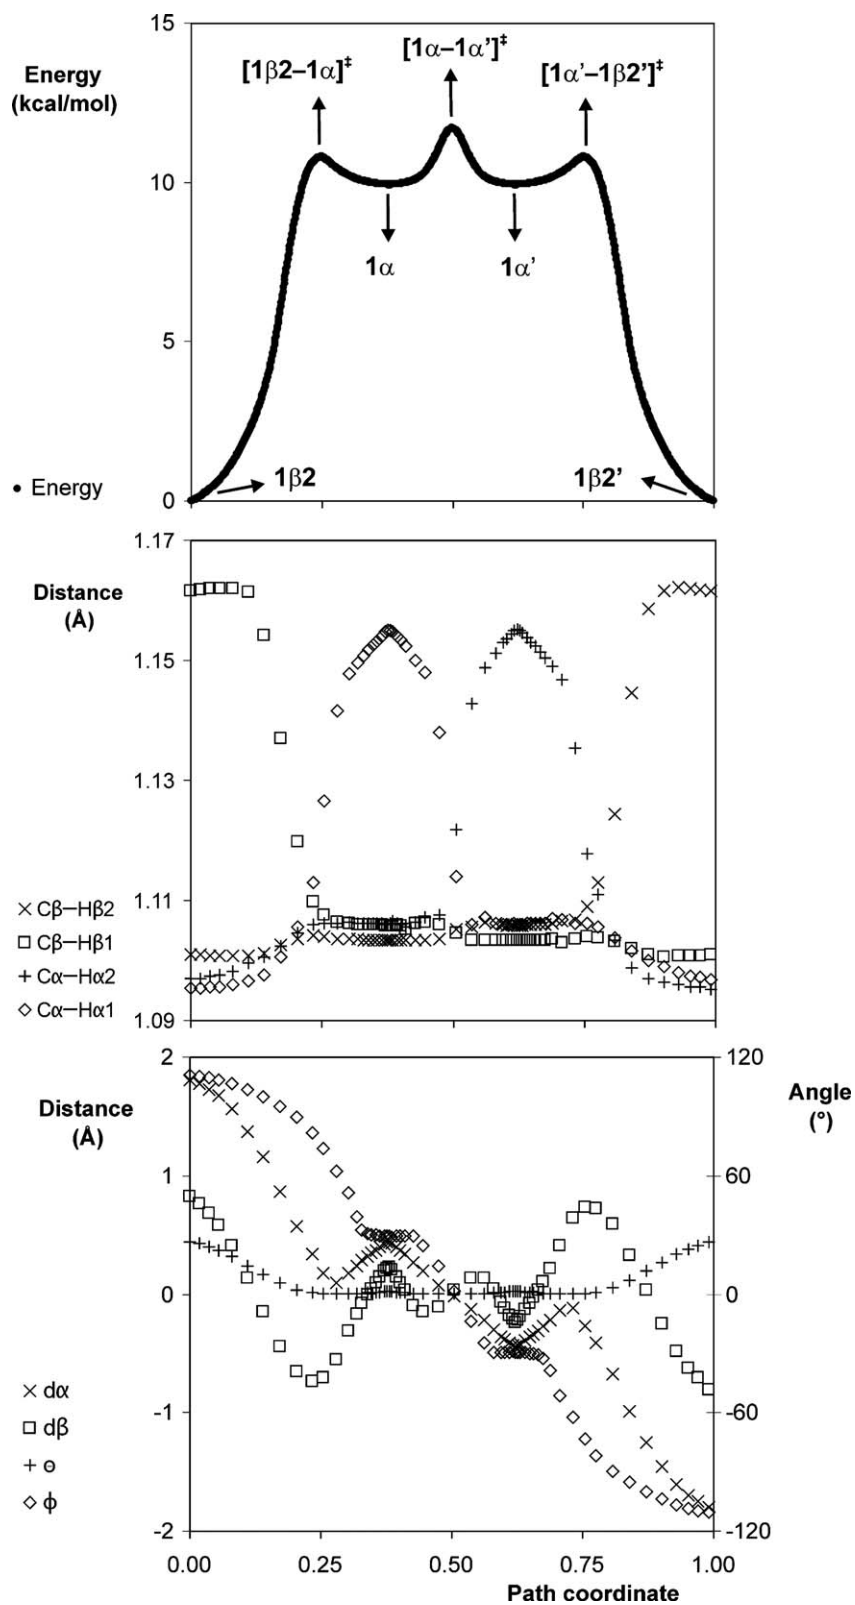 15
[1α–1α’]‡
[1β2–1α]‡
[1α’–1β2’]‡
Energy
(kcal/mol)
10
1α
1α’
5
1β2
1β2’
• Energy
0
1.17
Distance
(Å)
1.15
1.13
1.11
Cβ–Hβ2
Cβ–Hβ1
Cα–Hα2
Cα–Hα1
1.09
2
120
Distance
(Å)
Angle
(°)
1
60
0
0
dα
-1
-60
dβ
ɵ
ϕ
-2
-120
0.00
0.25
0.50
0.75
1.00
Path coordinate